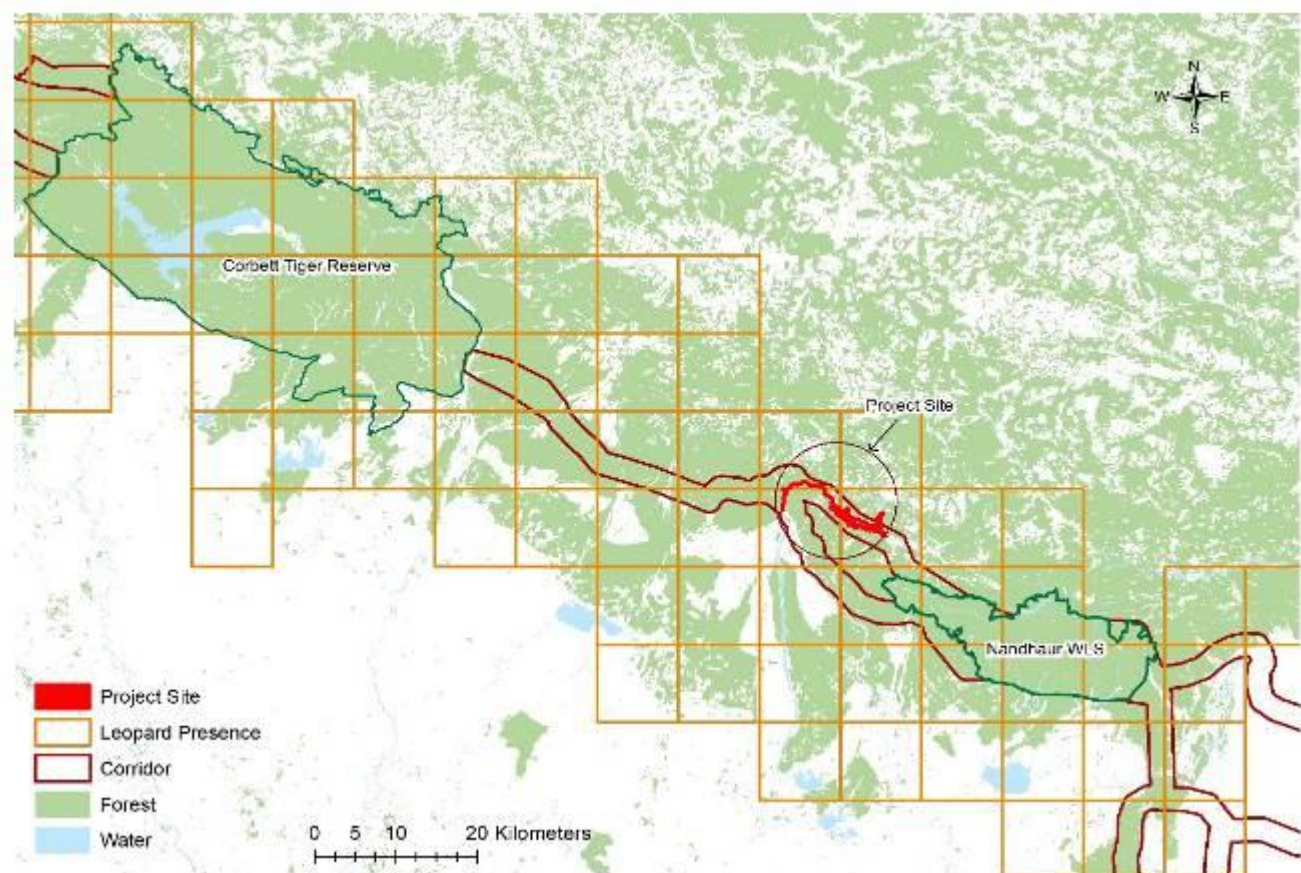 N
W E
S
Corbett Tiger Reserve
Project Site
Nandhaur WLS
Project Site
Leopard Presence
Corridor
Forest
Water
0 5 10 20 Kilometers